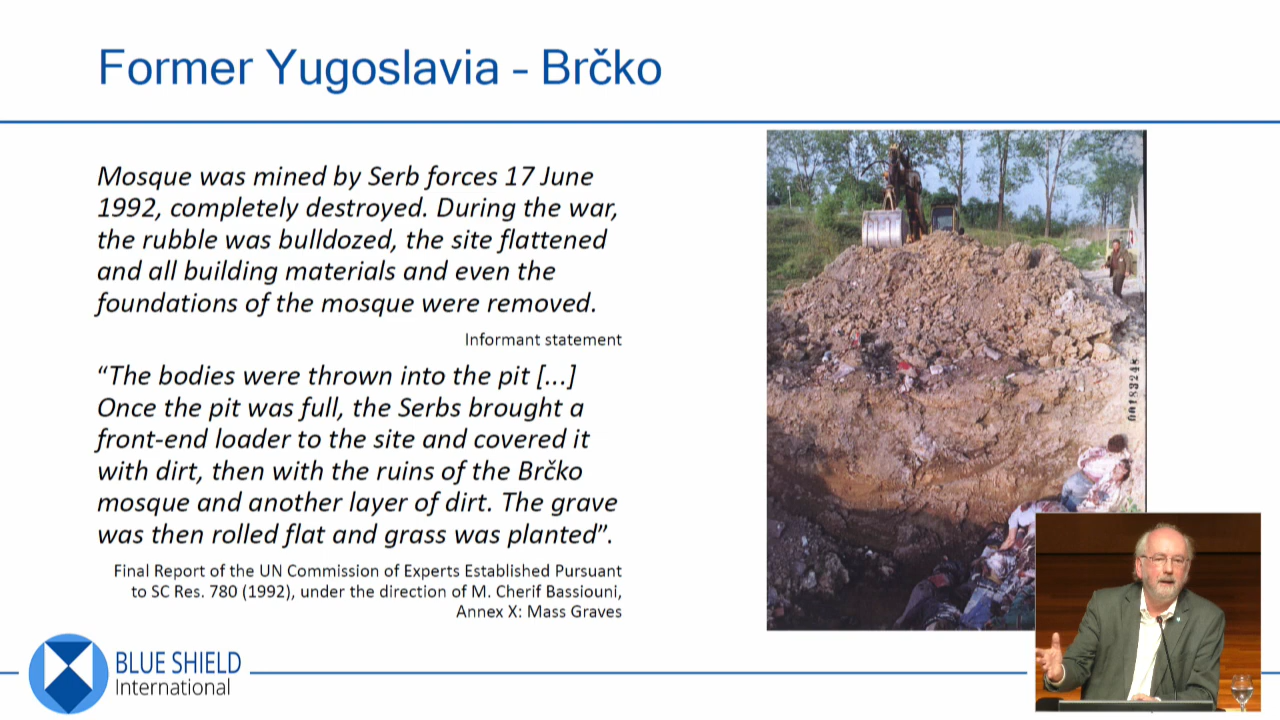 Former Yugoslavia – Brčko
Mosque was mined by Serb forces 17 June
1992, completely destroyed. During the war,
the rubble was bulldozed, the site flattened
and all building materials and even the
foundations of the mosque were removed.
Informant statement
“The bodies were thrown into the pit [...]
Once the pit was full, the Serbs brought a
front-end loader to the site and covered it
with dirt, then with the ruins of the Brčko
mosque and another layer of dirt. The grave
was then rolled flat and grass was planted”.
Final Report of the UN Commission of Experts Established Pursuant
to SC Res. 780 (1992), under the direction of M. Cherif Bassiouni,
Annex X: Mass Graves
BLUE SHIELD
International